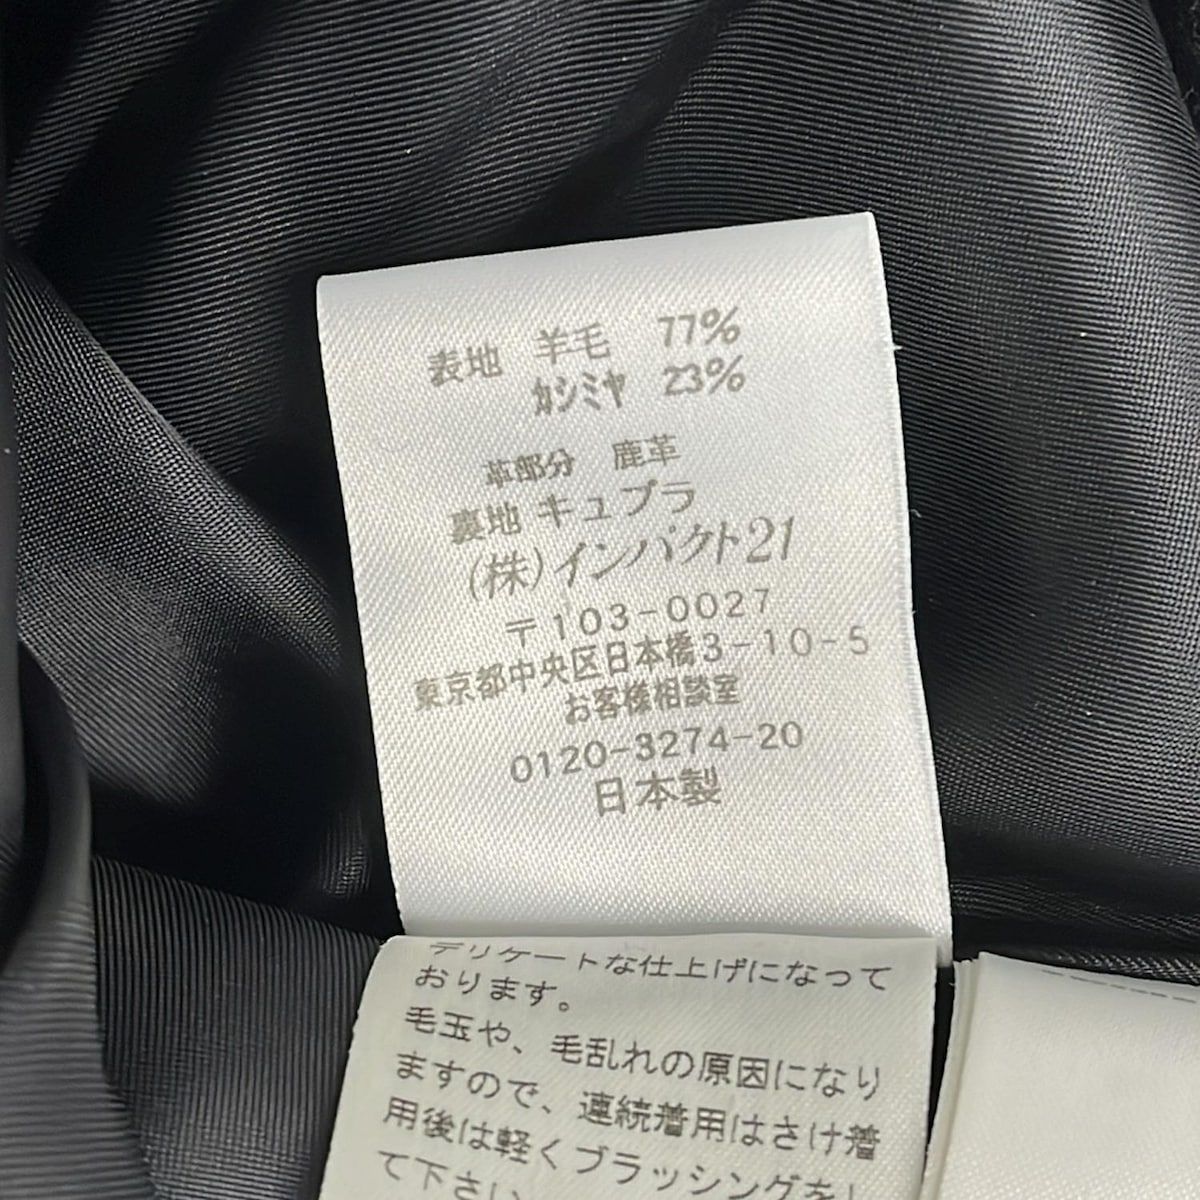 表地 羊毛 77%
カシミヤ 23%
革部分 鹿革
裏地 キュプラ
(株)インパクト21
〒103-0027
東京都中央区日本橋3-10-5
お客様相談室
0120-3274-20
日本製
デリケートな仕上げになって
おります。
毛玉や、毛乱れの原因になり
ますので、連続着用はさけ着
用後は軽くブラッシングをし
て下さい